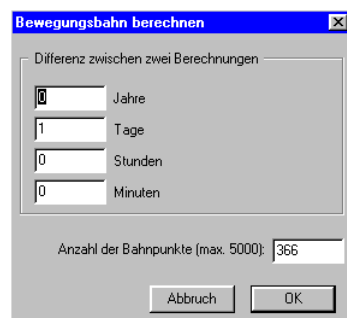 Bewegungsbahn berechnen
Differenz zwischen zwei Berechnungen
0 Jahre
1 Tage
0 Stunden
0 Minuten
Anzahl der Bahnpunkte (max. 5000): 366
Abbruch OK